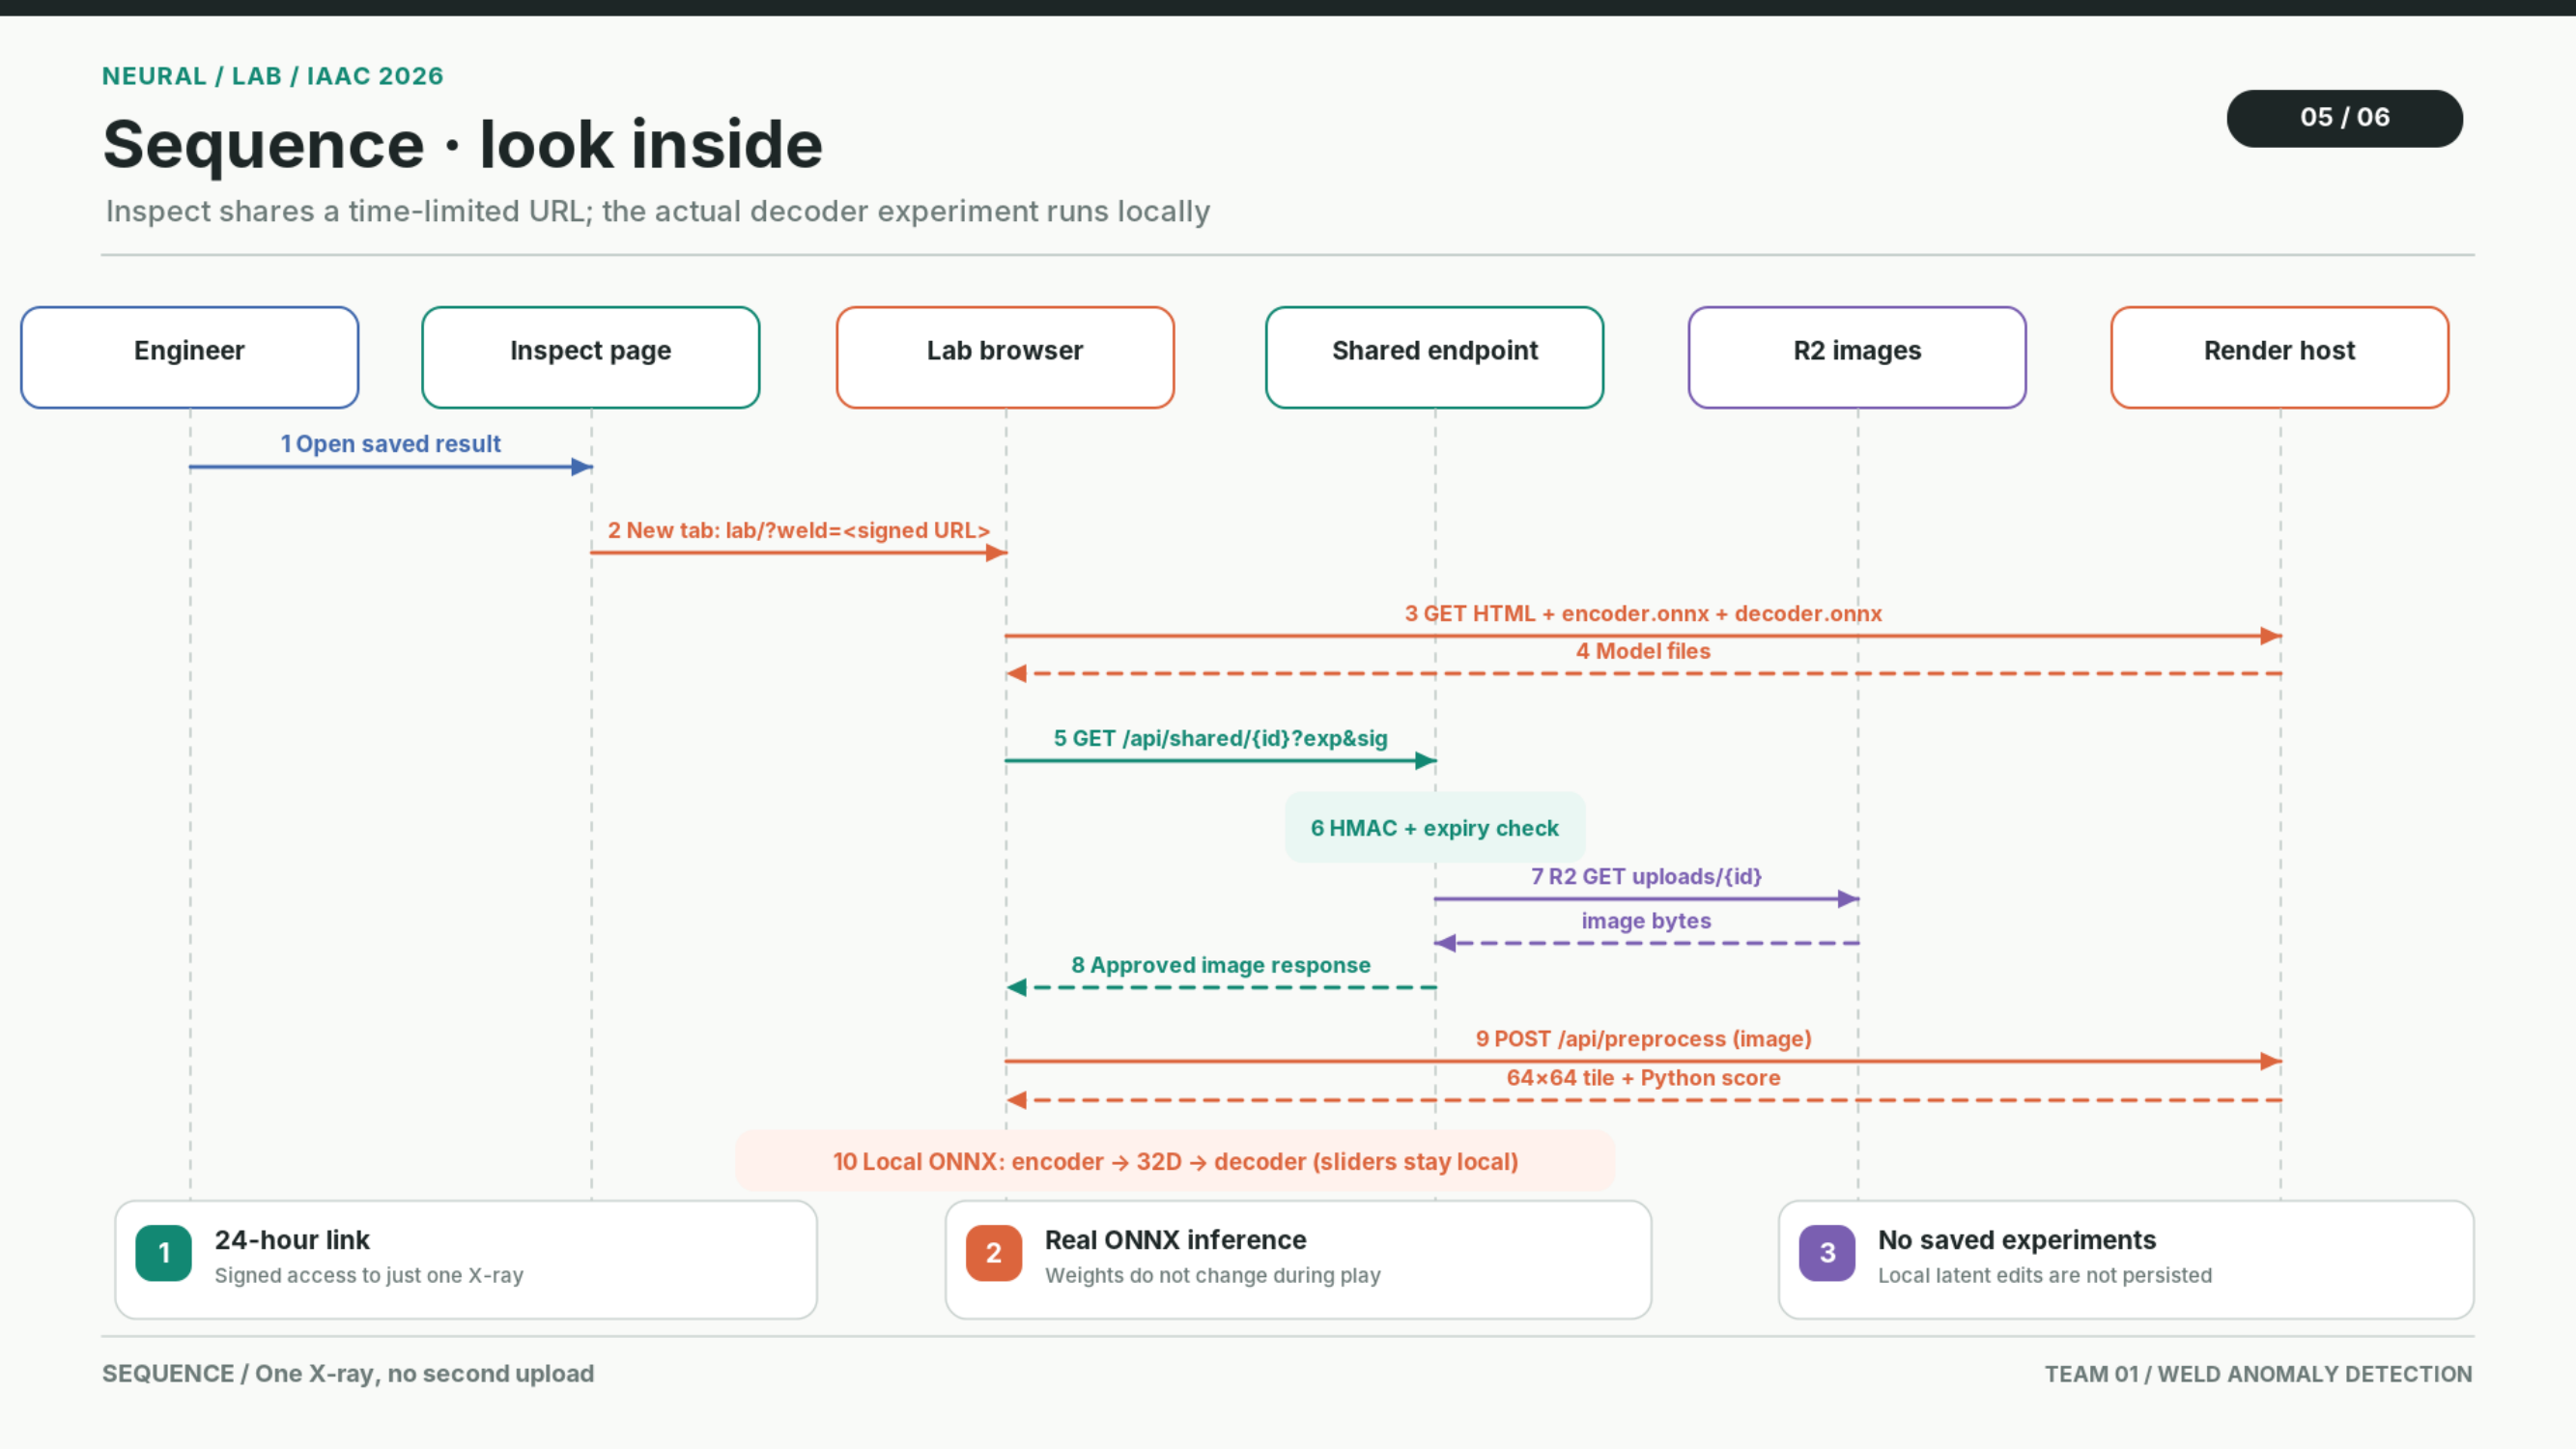 NEURAL / LAB / IAAC 2026
Sequence · look inside
05 / 06
Inspect shares a time-limited URL; the actual decoder experiment runs locally
Engineer
Inspect page
Lab browser
Shared endpoint
R2 images
Render host
1 Open saved result
2 New tab: lab/?weld=<signed URL>
3 GET HTML + encoder.onnx + decoder.onnx
4 Model files
5 GET /api/shared/{id}?exp&sig
6 HMAC + expiry check
7 R2 GET uploads/{id}
image bytes
8 Approved image response
9 POST /api/preprocess (image)
64×64 tile + Python score
10 Local ONNX: encoder → 32D → decoder (sliders stay local)
1
24-hour link
Signed access to just one X-ray
2
Real ONNX inference
Weights do not change during play
3
No saved experiments
Local latent edits are not persisted
SEQUENCE / One X-ray, no second upload
TEAM 01 / WELD ANOMALY DETECTION